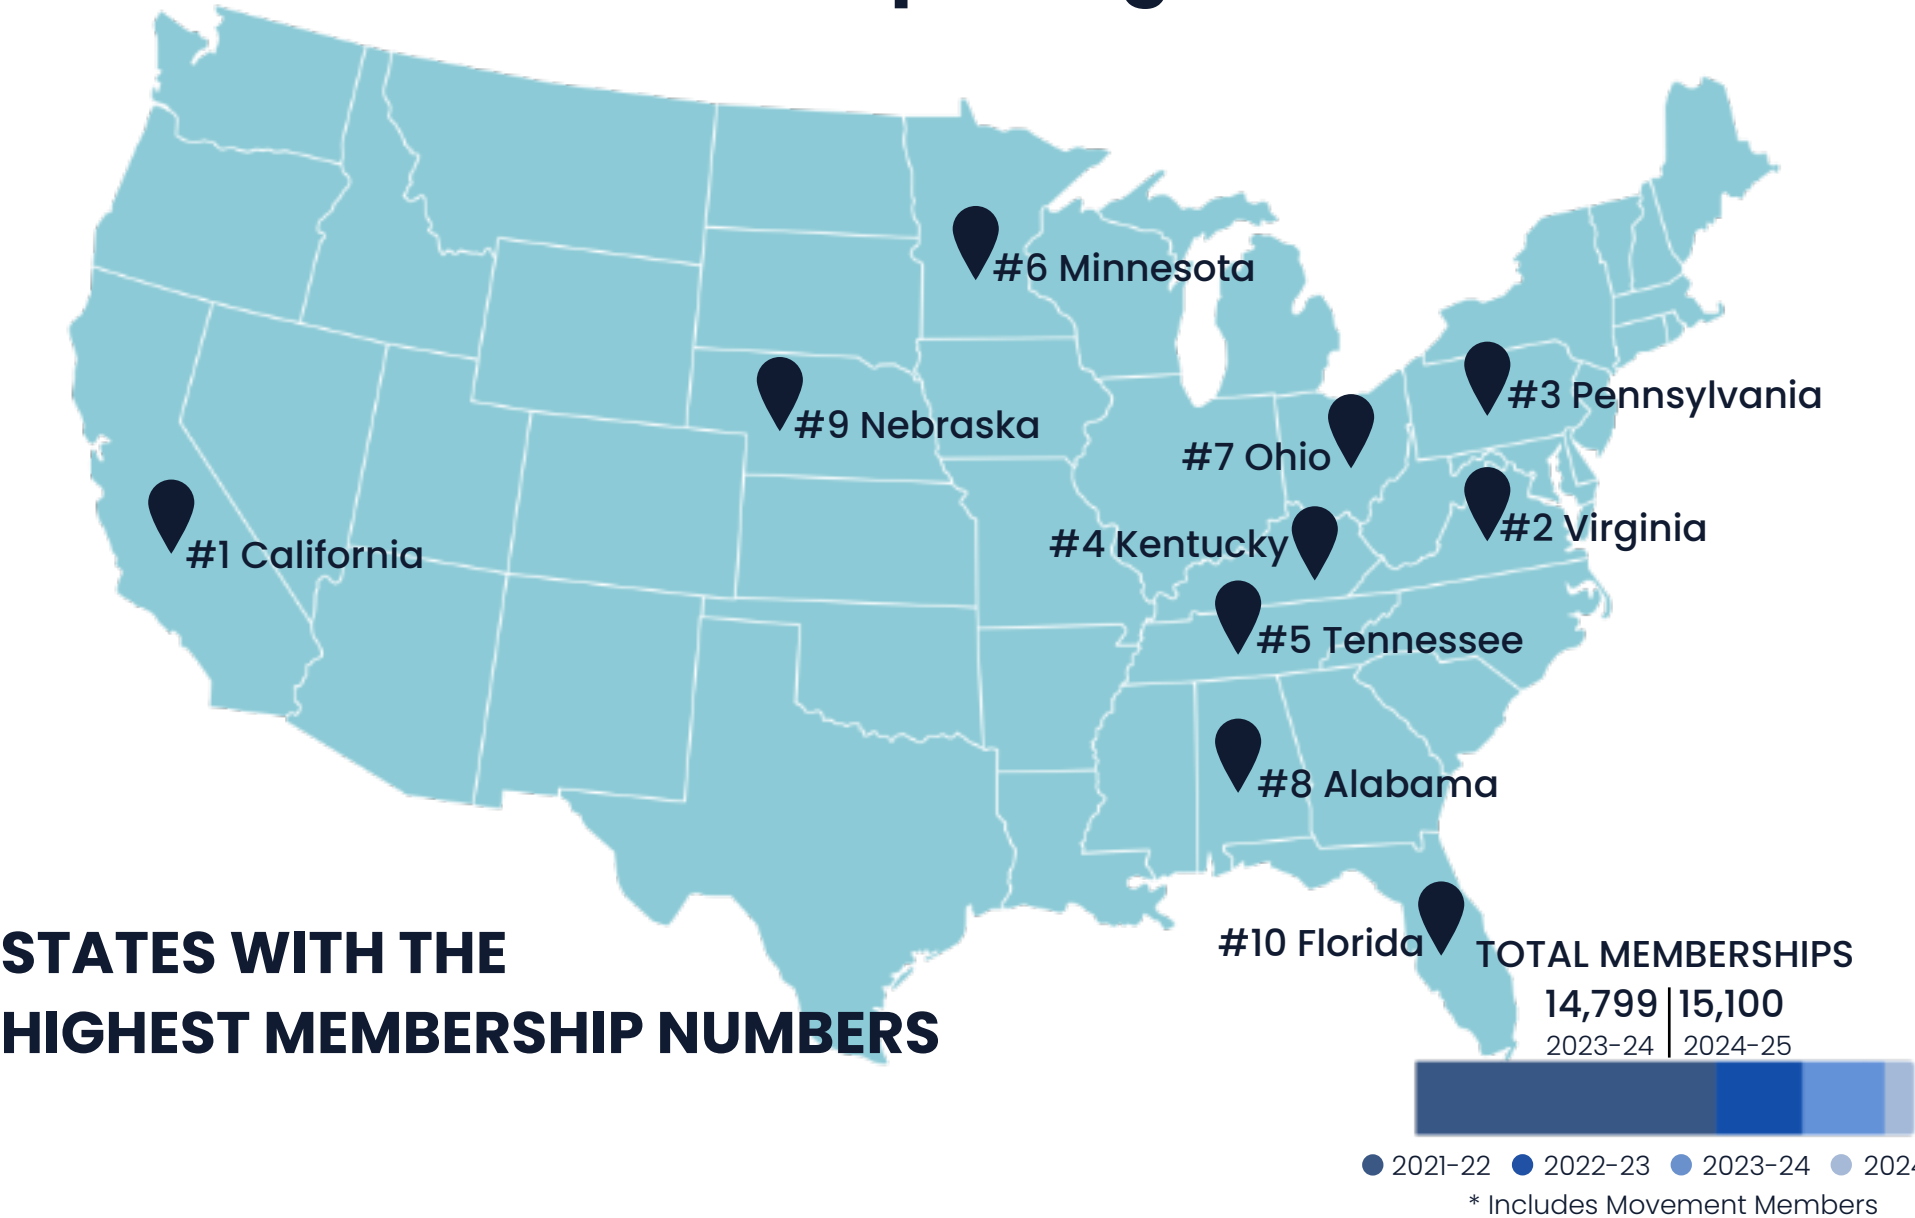 #6 Minnesota
#3 Pennsylvania
#9 Nebraska
#7 Ohio
#2 Virginia
#4 Kentucky
#1 California
#5 Tennessee
#8 Alabama
#10 Florida
STATES WITH THE
HIGHEST MEMBERSHIP NUMBERS
TOTAL MEMBERSHIPS
14,799 | 15,100
2023-24 | 2024-25
2021-22 2022-23 2023-24
* Includes Movement Members